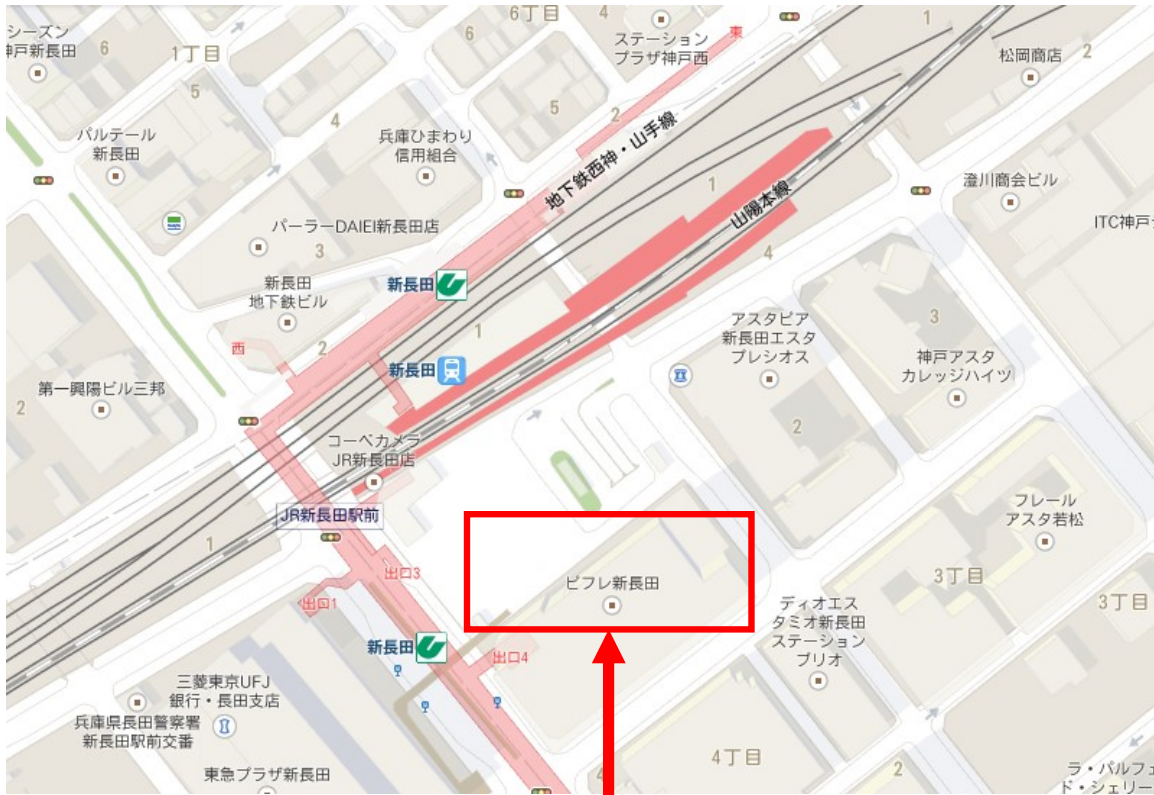 シーズン
神戸新長田
6
1丁目
6丁目
4
6
ステーション
プラザ神戸西
東
1
松岡商店
2
5
4
5
2
パルテール
新長田
兵庫ひまわり
信用組合
地下鉄西神・山手線
1
山陽本線
澄川商会ビル
ITC神戸
パーラーDAIEI新長田店
3
新長田
地下鉄ビル
新長田
4
アスタピア
新長田エスタ
プレシオス
3
神戸アスタ
カレッジハイツ
西
2
1
新長田
第一興陽ビル三邦
2
2
コーベカメラ
JR新長田店
JR新長田駅前
1
フレール
アスタ若松
出口3
出口1
ピフレ新長田
3丁目
3丁目
ディオエス
タミオ新長田
ステーション
プリオ
新長田
出口4
三菱東京UFJ
銀行・長田支店
兵庫県長田警察署
新長田駅前交番
東急プラザ新長田
4
4丁目
2
ラ・パルフェ
ド・シェリー